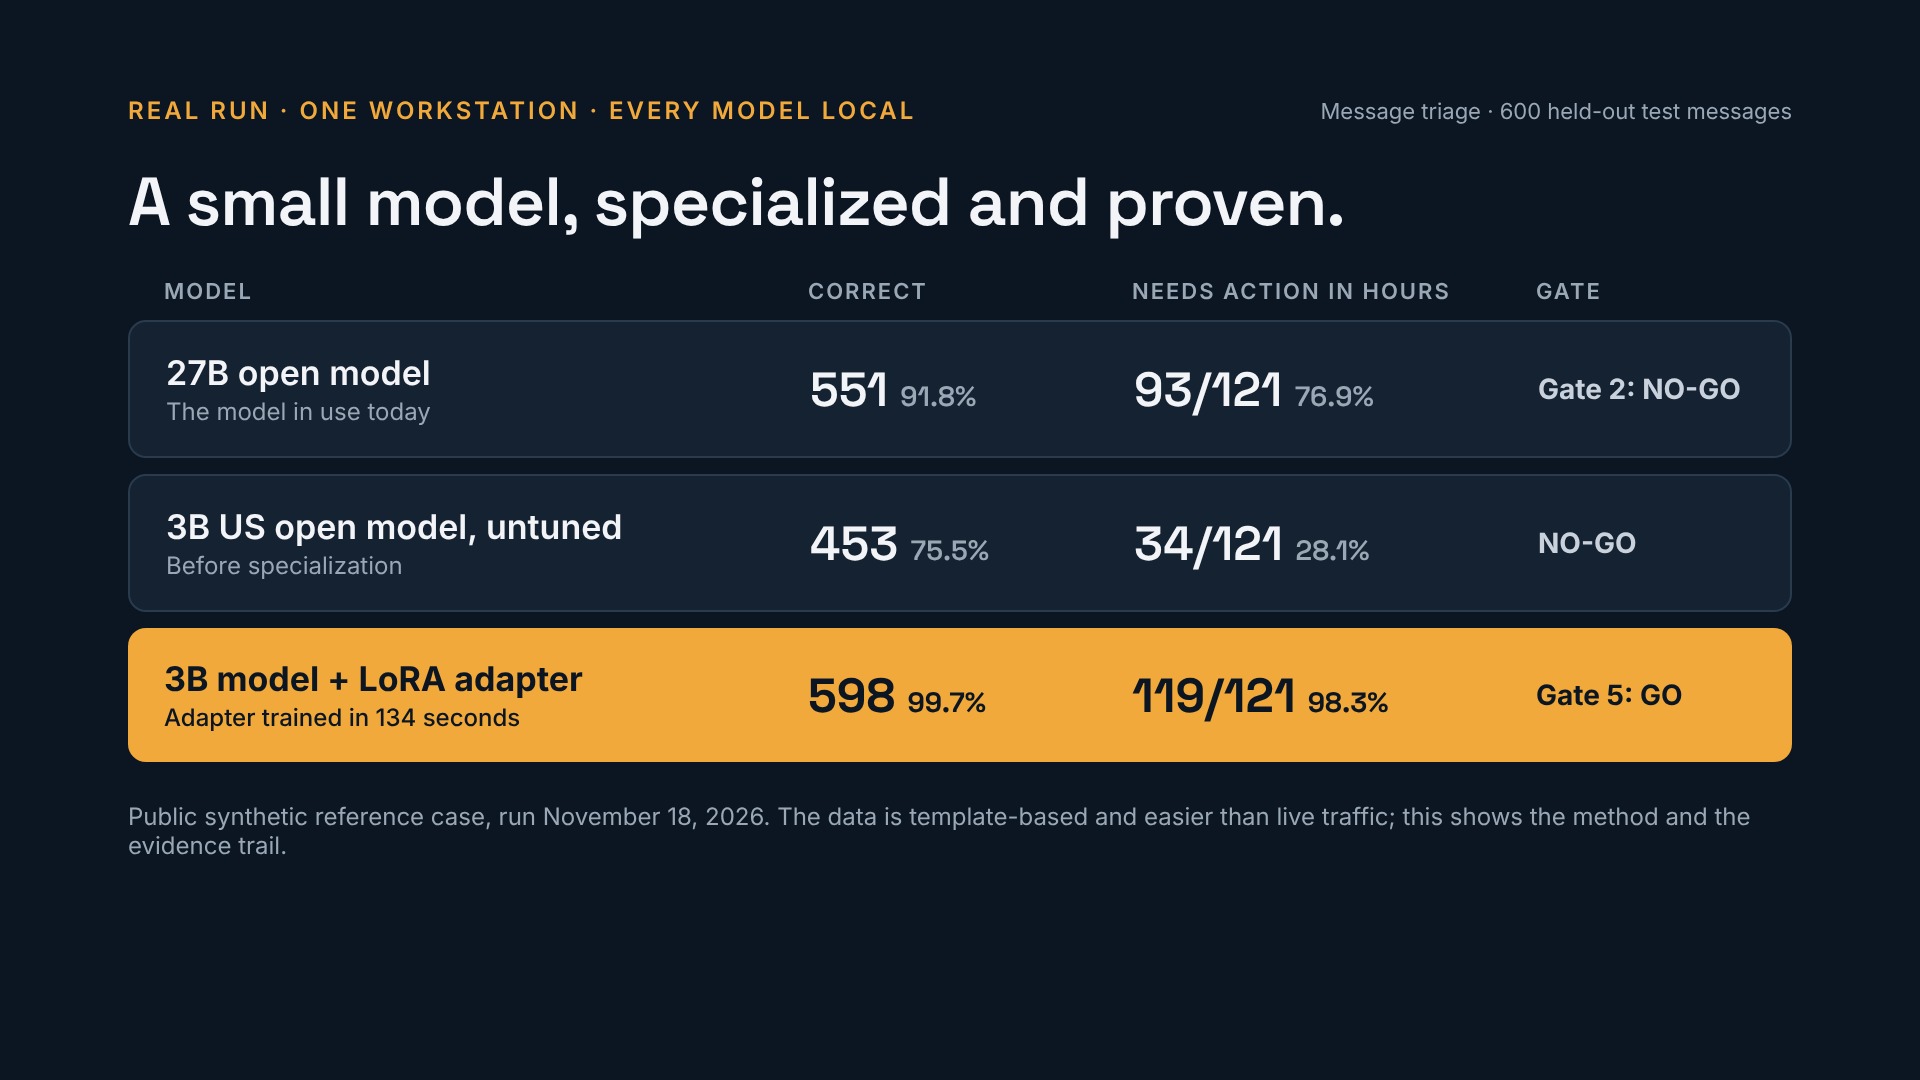 REAL RUN · ONE WORKSTATION · EVERY MODEL LOCAL
Message triage · 600 held-out test messages
A small model, specialized and proven.
MODEL CORRECT NEEDS ACTION IN HOURS GATE
27B open model
The model in use today
551 91.8% 93/121 76.9% Gate 2: NO-GO
3B US open model, untuned
Before specialization
453 75.5% 34/121 28.1% NO-GO
3B model + LoRA adapter
Adapter trained in 134 seconds
598 99.7% 119/121 98.3% Gate 5: GO
Public synthetic reference case, run November 18, 2026. The data is template-based and easier than live traffic; this shows the method and the
evidence trail.